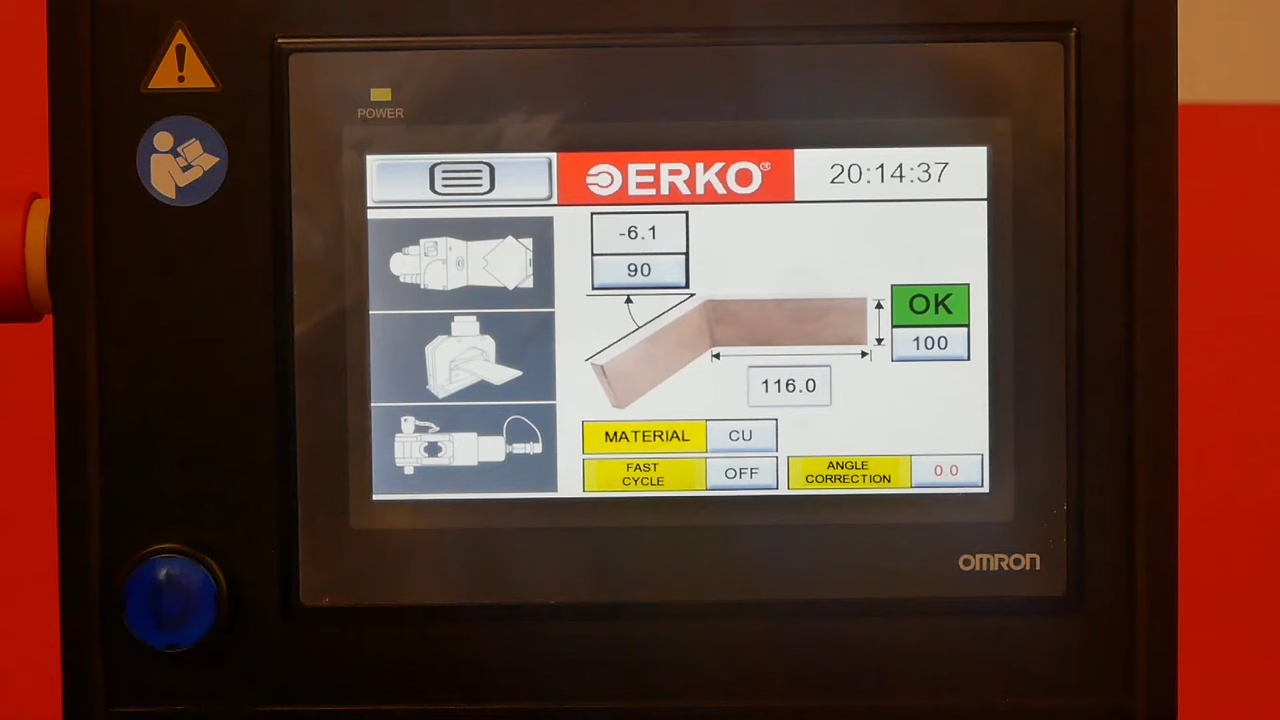 POWER
ERKO®
20:14:37
-6.1
90
OK
100
116.0
MATERIAL
CU
FAST
CYCLE
OFF
ANGLE
CORRECTION
0.0
OMRON